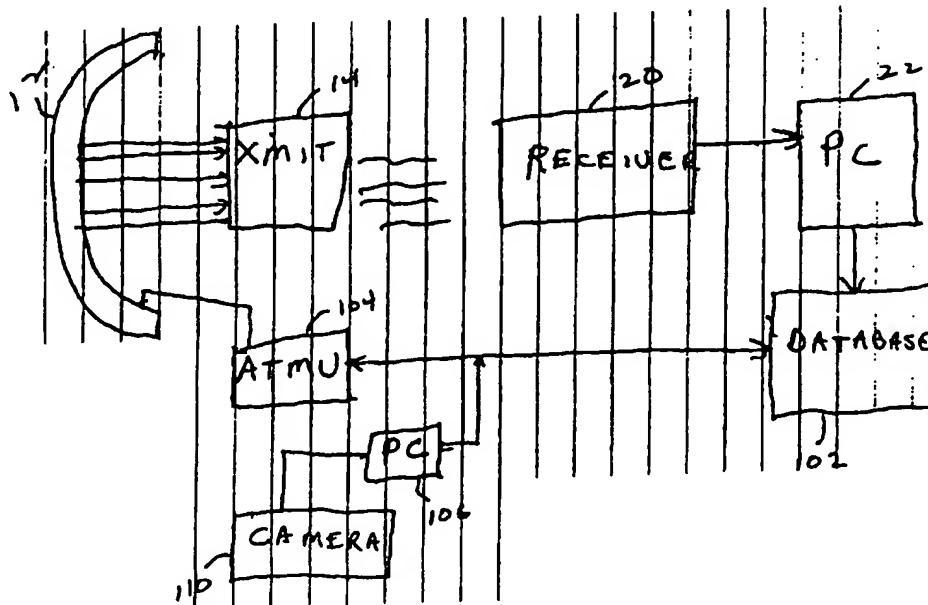 14
20
22
XMIT
RECEIVER
PC
104
ATMU
DATABASE
PC
102
106
CAMERA
110